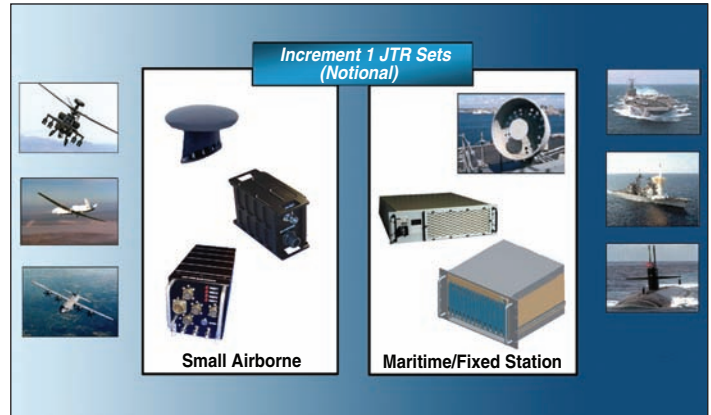 Increment 1 JTR Sets
(Notional)
Small Airborne
Maritime/Fixed Station